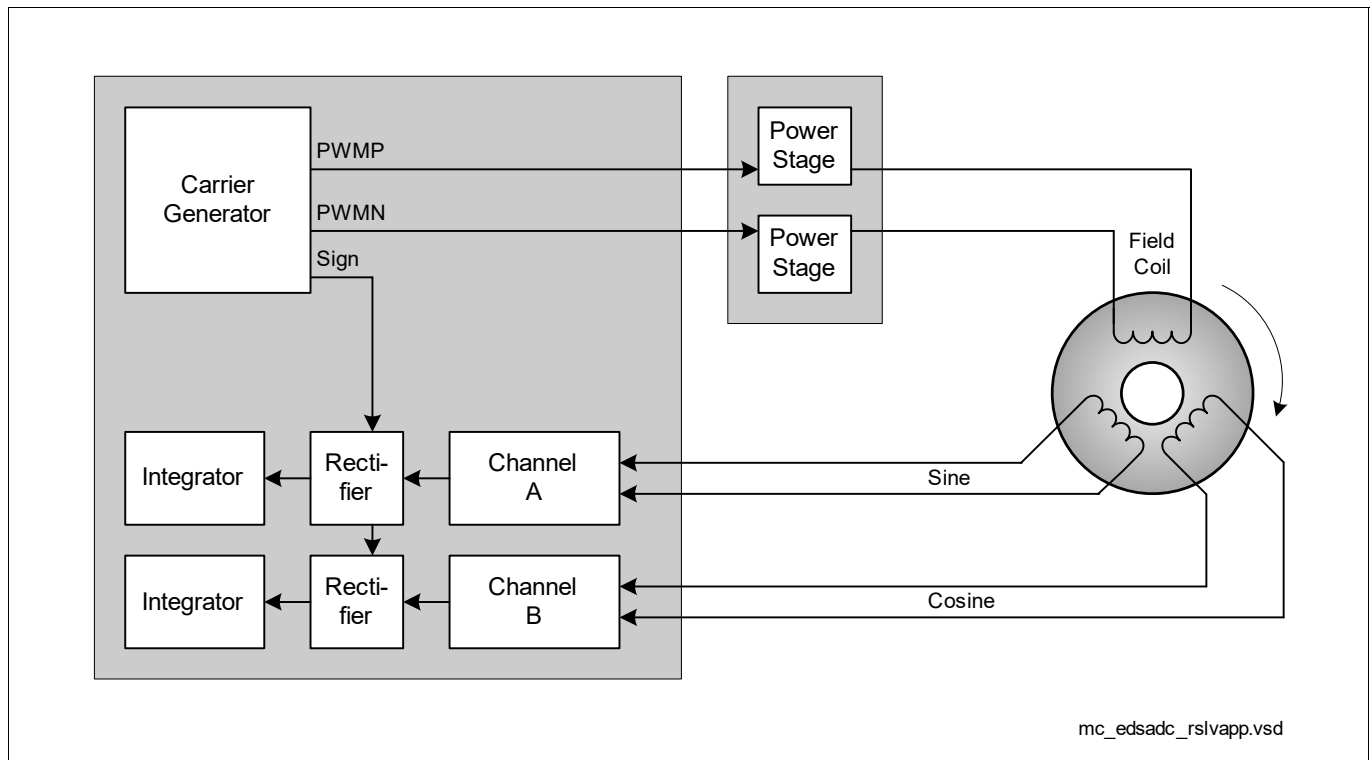 Carrier
Generator
PWMP
PWMN
Sign
Power
Stage
Power
Stage
Field
Coil
Integrator
Recti-
fier
Channel
A
Sine
Integrator
Recti-
fier
Channel
B
Cosine
mc_edsadc_rslvapp.vsd